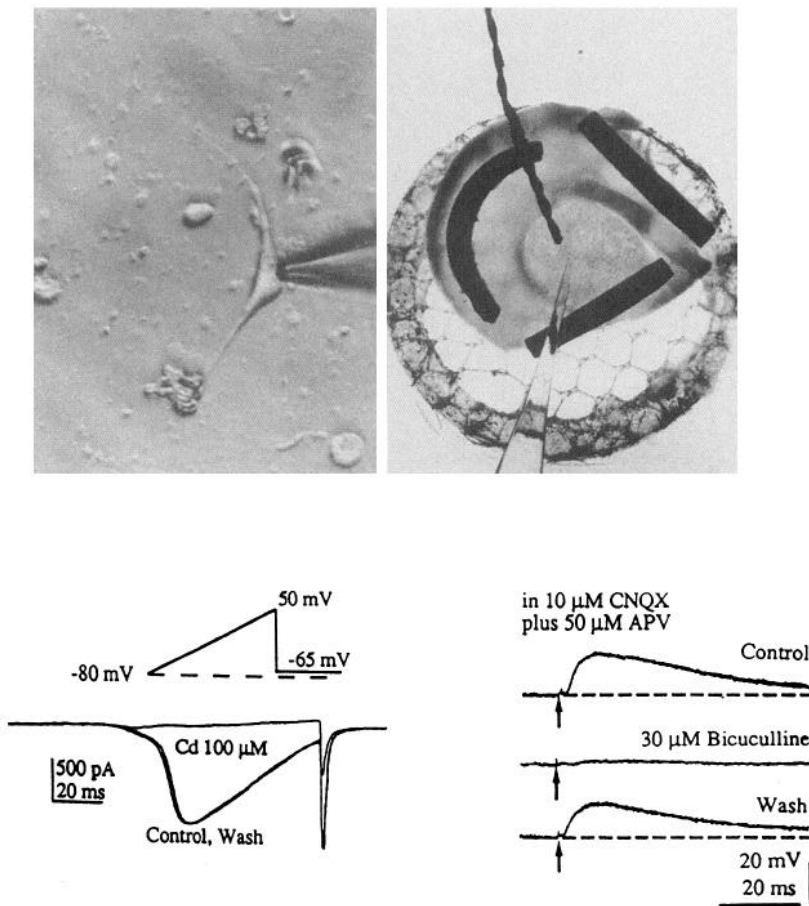 50 mV
-80 mV
-65 mV
Cd 100 μM
500 pA
20 ms
Control, Wash
in 10 μM CNQX
plus 50 μM APV
Control
30 μM Bicuculline
Wash
20 mV
20 ms